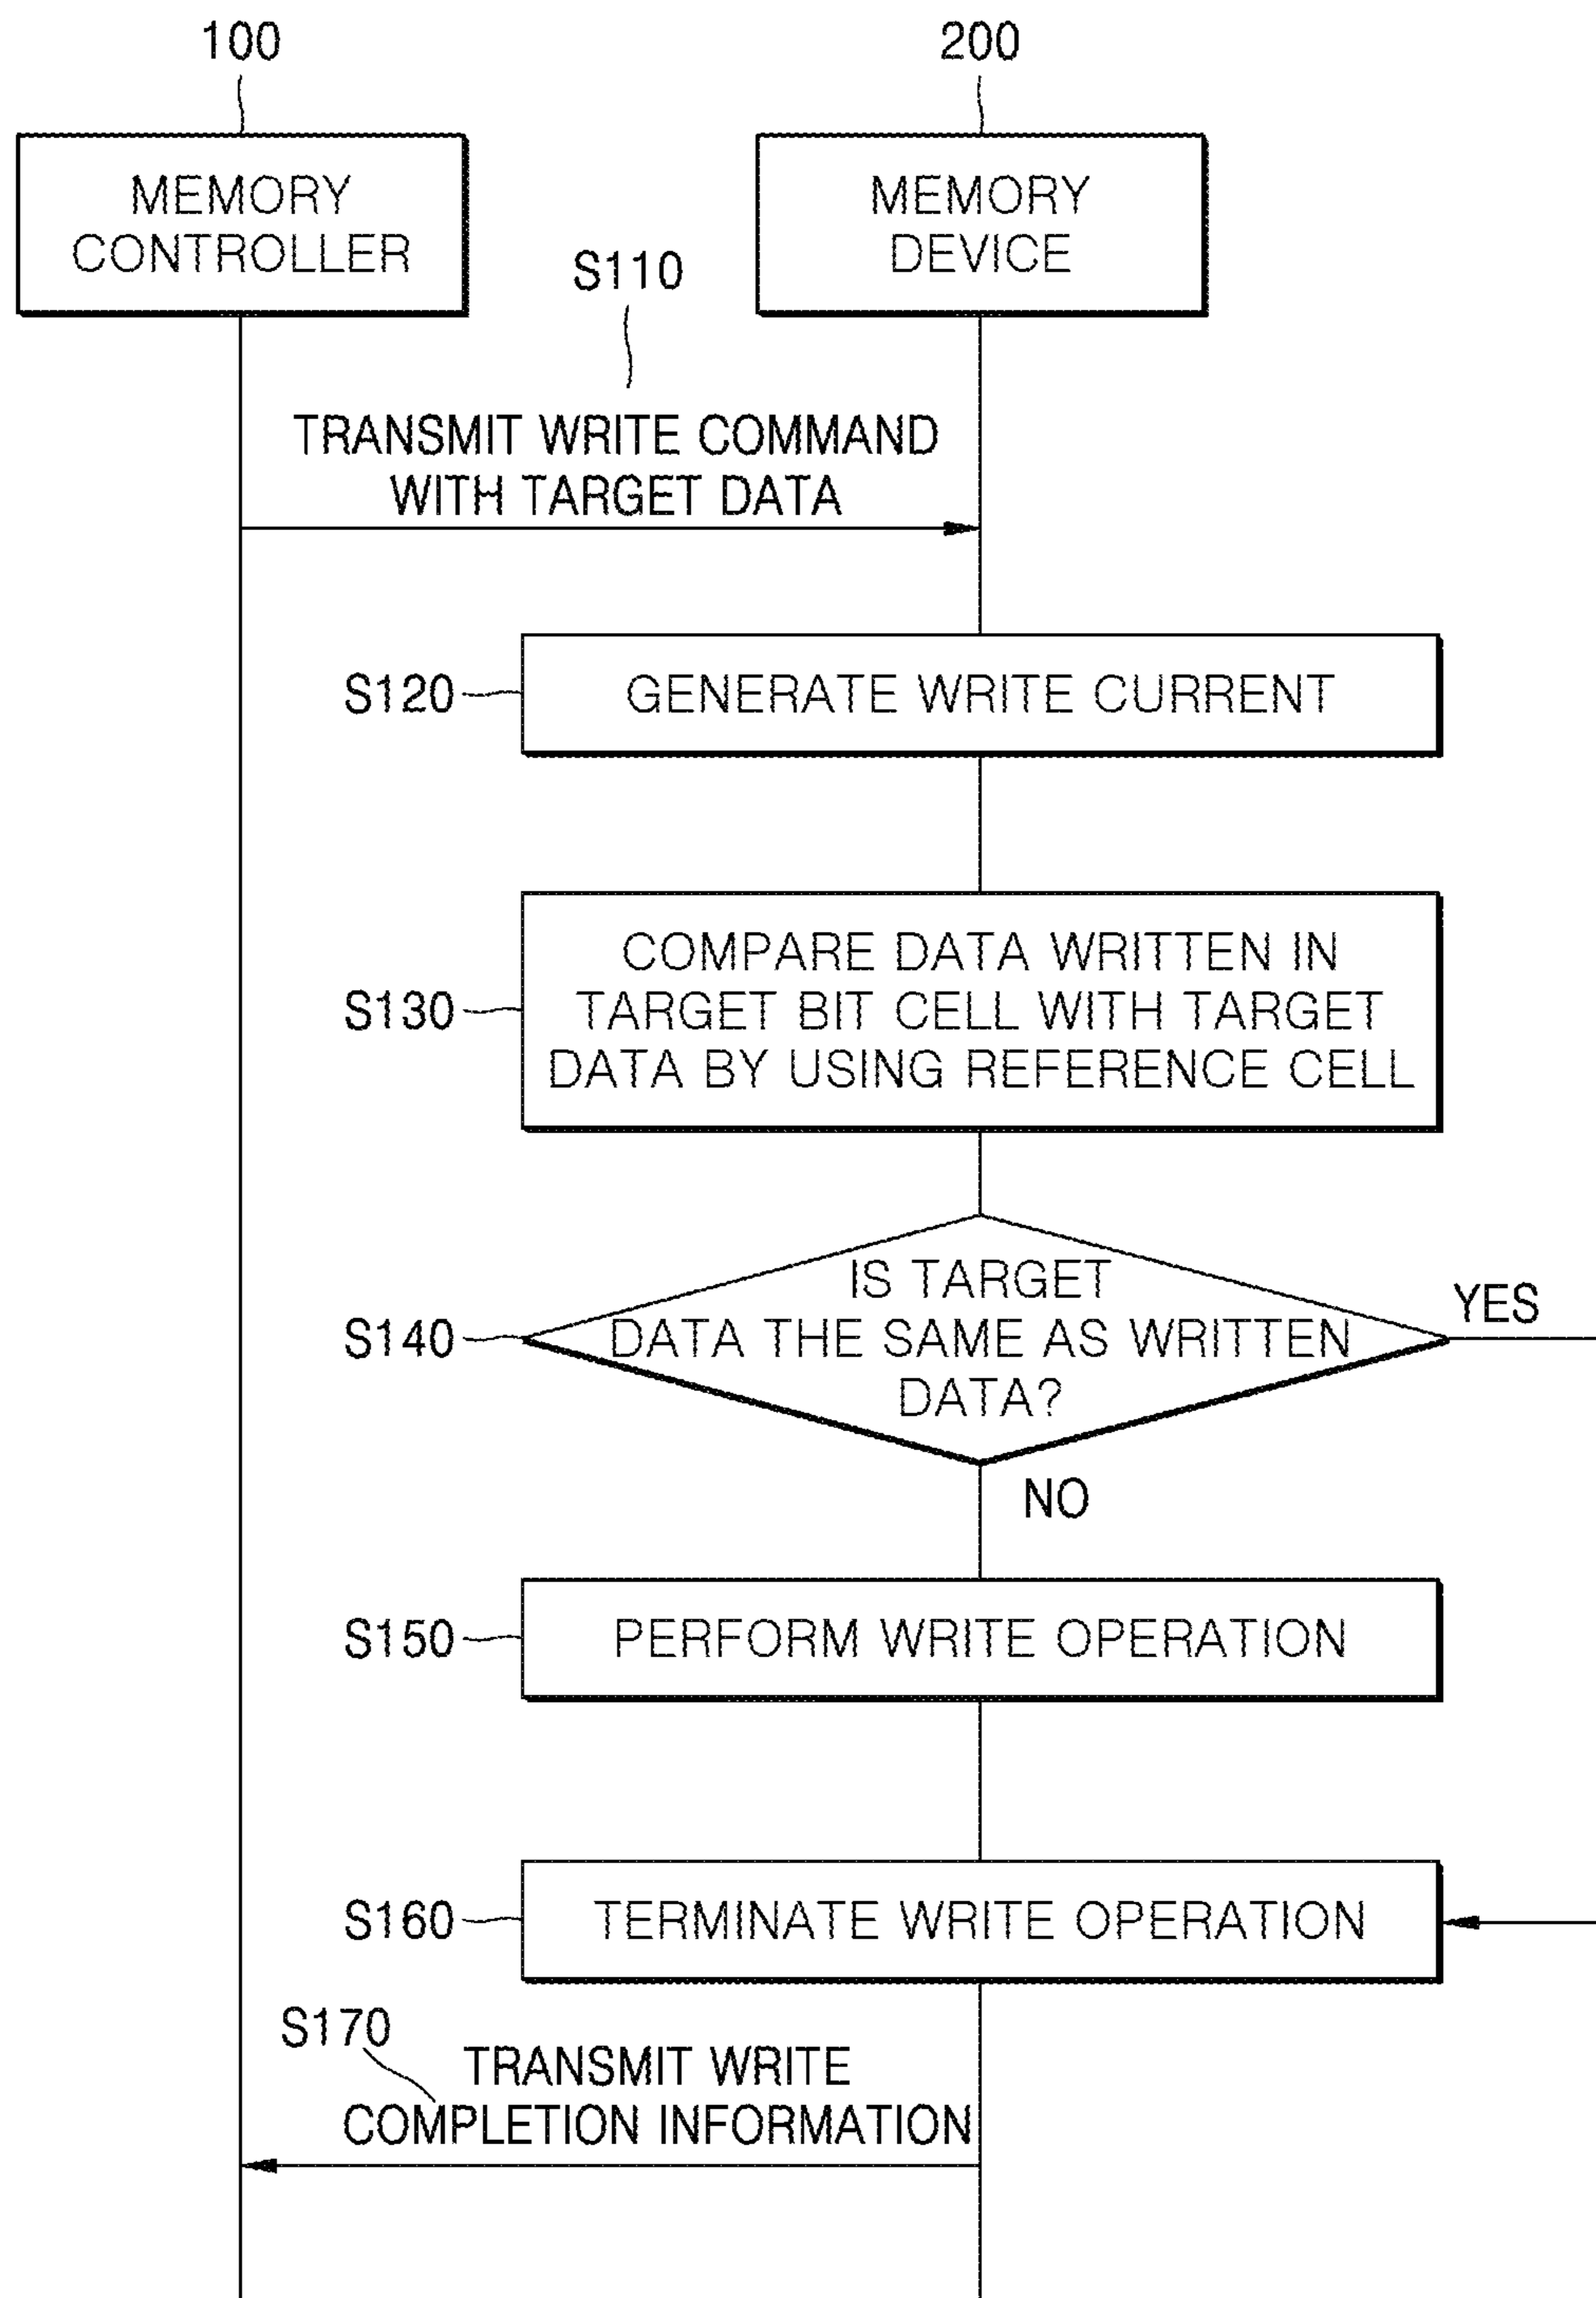 100
200
MEMORY
CONTROLLER
MEMORY
DEVICE
S110
TRANSMIT WRITE COMMAND
WITH TARGET DATA
S120
GENERATE WRITE CURRENT
S130
COMPARE DATA WRITTEN IN
TARGET BIT CELL WITH TARGET
DATA BY USING REFERENCE CELL
S140
IS TARGET
DATA THE SAME AS WRITTEN
DATA?
YES
NO
S150
PERFORM WRITE OPERATION
S160
TERMINATE WRITE OPERATION
S170
TRANSMIT WRITE
COMPLETION INFORMATION